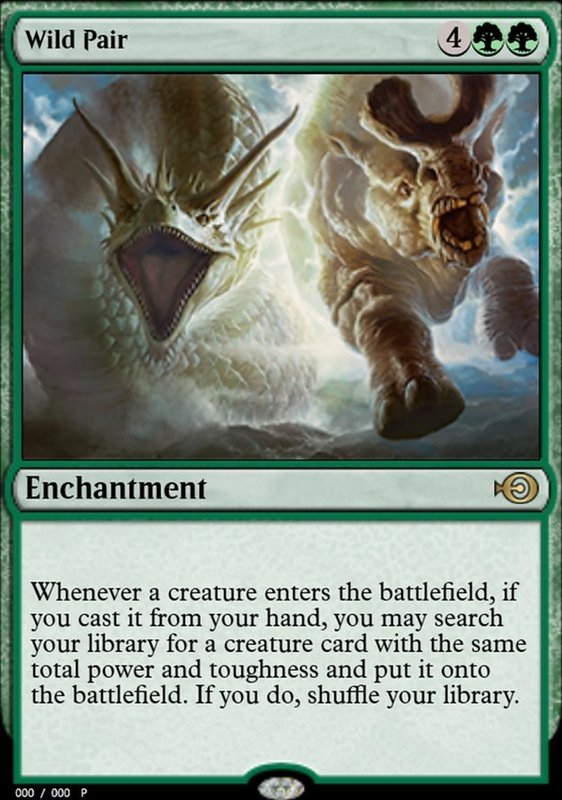 Wild Pair 4
Enchantment
Whenever a creature enters the battlefield, if
you cast it from your hand, you may search
your library for a creature card with the same
total power and toughness and put it onto
the battlefield. If you do, shuffle your library.
000 / 000 P